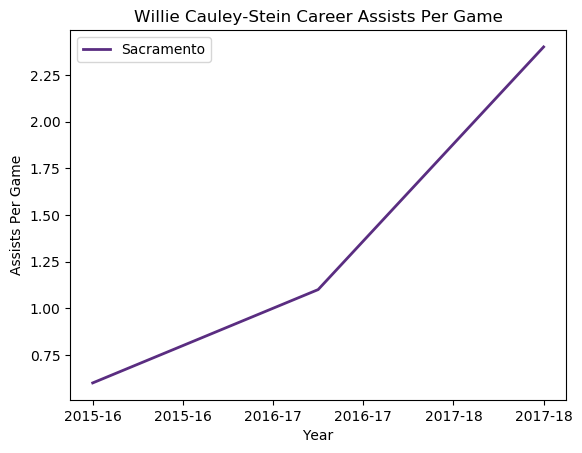 Willie Cauley-Stein Career Assists Per Game
Sacramento
2.25
2.00
1.75
1.50
1.25
1.00
0.75
Assists Per Game
2015-16 2015-16 2016-17 2016-17 2017-18 2017-18
Year